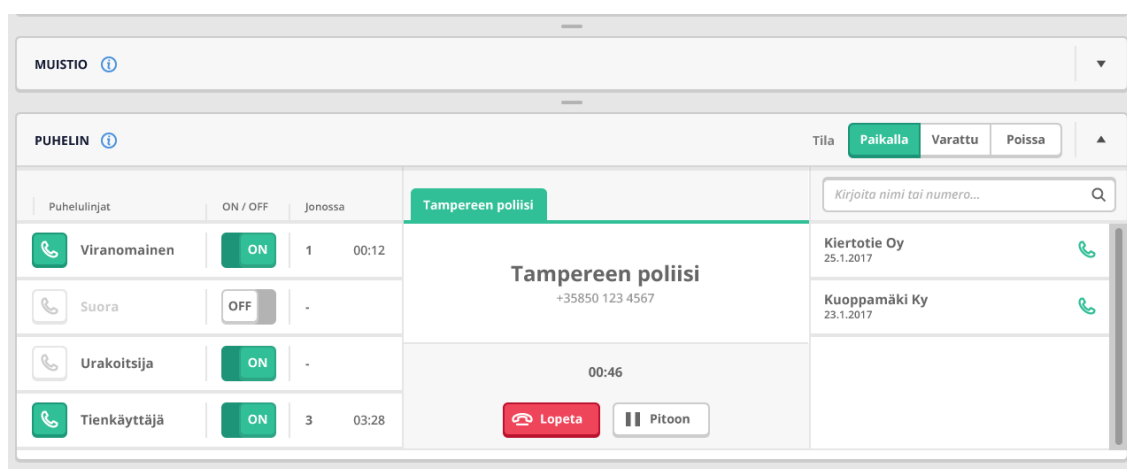 MUISTIO
PUHELIN
Tila Paikalla Varattu Poissa
Puhelulinjat ON / OFF Jonossa
Viranomainen ON 1 00:12
Suora OFF -
Urakoitsija ON -
Tienkäyttäjä ON 3 03:28
Tampereen poliisi
Tampereen poliisi
+35850 123 4567
00:46
Lopeta Pitoon
Kirjoita nimi tai numero...
Kiertotie Oy
25.1.2017
Kuoppamäki Ky
23.1.2017